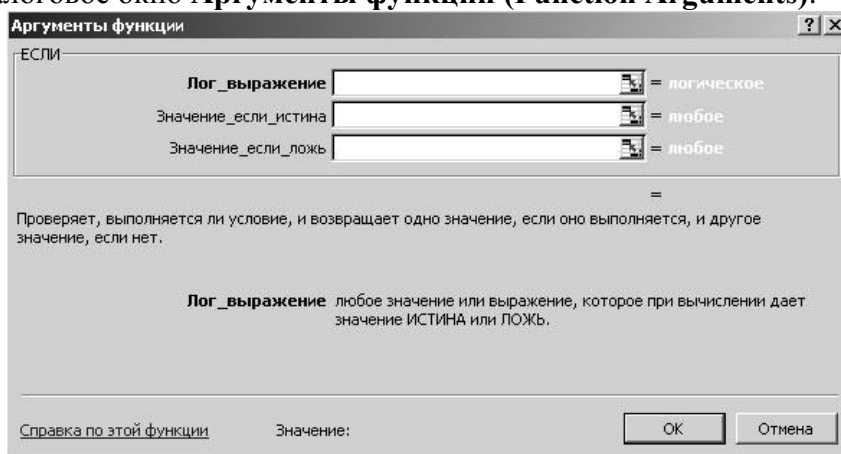 логовое окно Аргументы функции (Function Arguments).
Аргументы функции
ЕСЛИ
Лог_выражение = логическое
Значение_если_истина = любое
Значение_если_ложь = любое
=
Проверяет, выполняется ли условие, и возвращает одно значение, если оно выполняется, и другое
значение, если нет.
Лог_выражение любое значение или выражение, которое при вычислении дает
значение ИСТИНА или ЛОЖЬ.
Справка по этой функции Значение: ОК Отмена